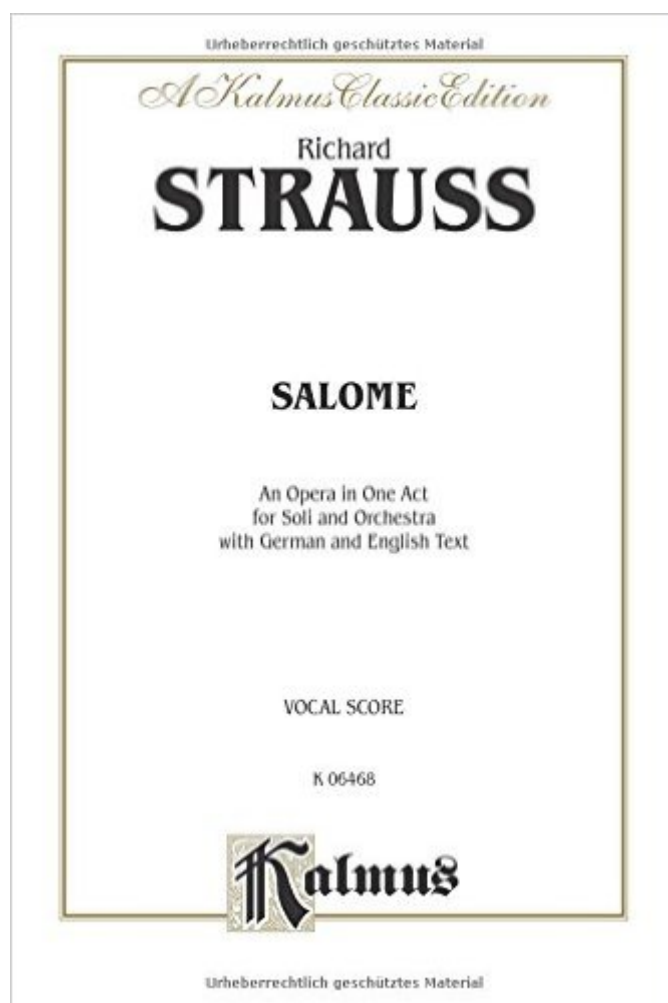 Urheberrechtlich geschütztes Material
A Kalmus Classic Edition
Richard
STRAUSS
SALOME
An Opera in One Act
for Soli and Orchestra
with German and English Text
VOCAL SCORE
K 06468
Kalmus
Urheberrechtlich geschütztes Material